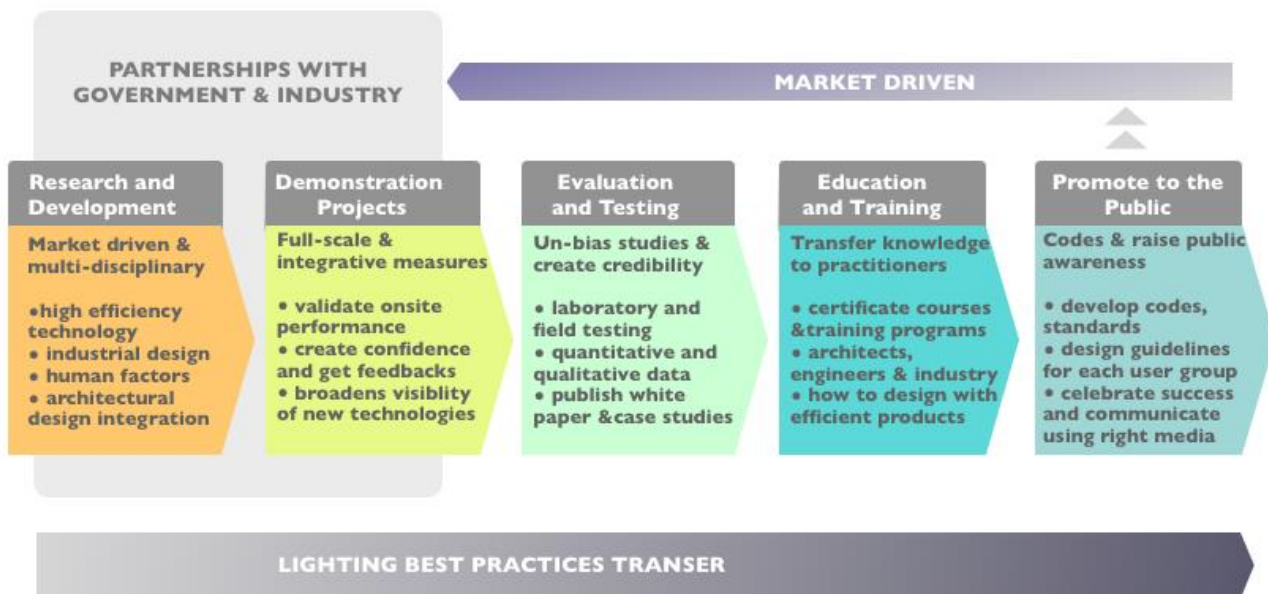 PARTNERSHIPS WITH
GOVERNMENT & INDUSTRY
MARKET DRIVEN
Research and
Development
Market driven &
multi-disciplinary
•high efficiency
technology
• industrial design
• human factors
• architectural
design integration
Demonstration
Projects
Full-scale &
integrative measures
• validate onsite
performance
• create confidence
and get feedbacks
• broadens visiblity
of new technologies
Evaluation
and Testing
Un-bias studies &
create credibility
• laboratory and
field testing
• quantitative and
qualitative data
• publish white
paper &case studies
Education
and Training
Transfer knowledge
to practitioners
• certificate courses
&training programs
• architects,
engineers & industry
• how to design with
efficient products
Promote to the
Public
Codes & raise public
awareness
• develop codes,
standards
• design guidelines
for each user group
• celebrate success
and communicate
using right media
LIGHTING BEST PRACTICES TRANSER